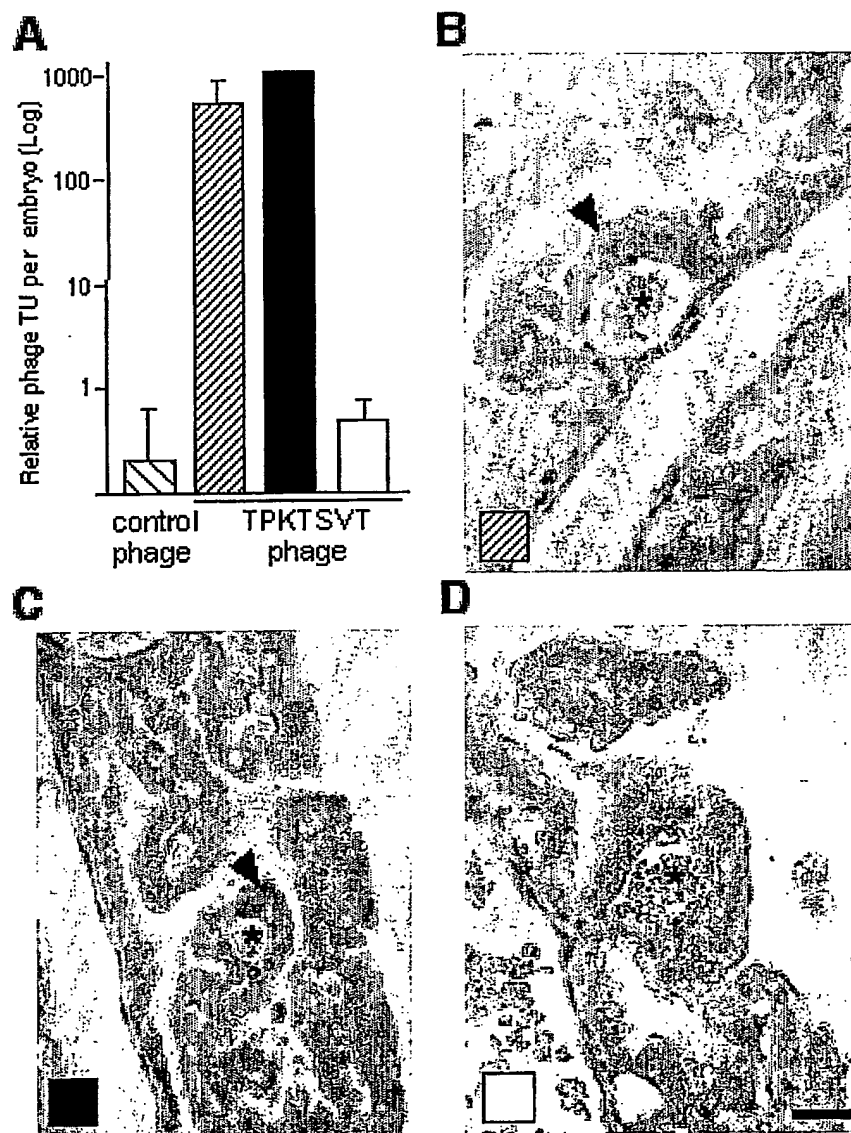 A
Relative phage TU per embryo (Log)
1000
100
10
1
control TPKTSVT
phage phage
B
*
C
*
D
*